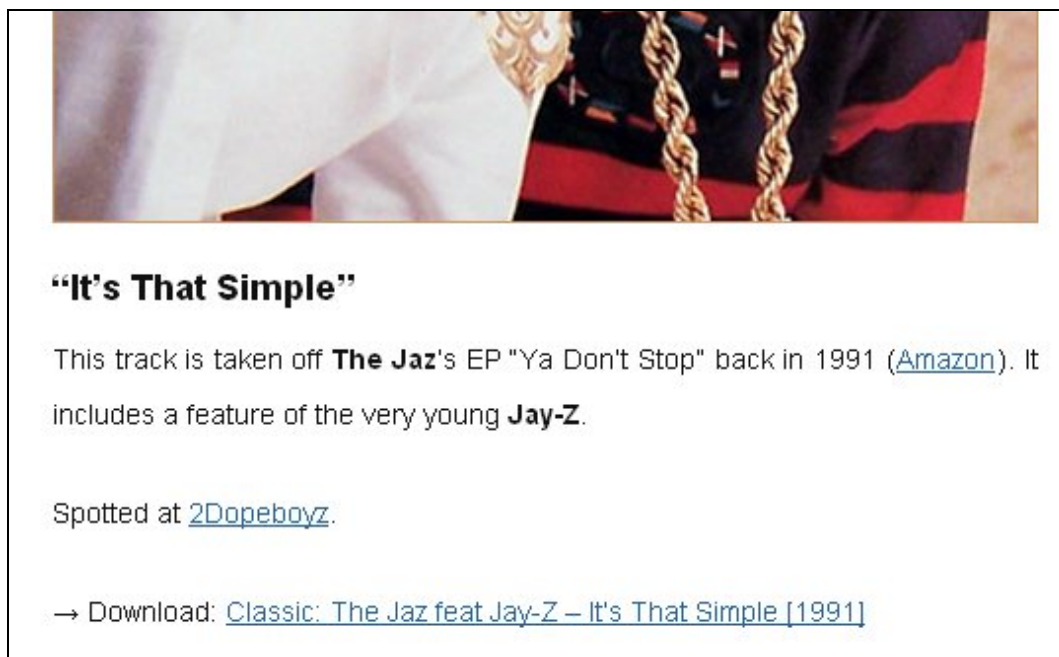 “It’s That Simple”
This track is taken off The Jaz's EP "Ya Don't Stop" back in 1991 (Amazon). It
includes a feature of the very young Jay-Z.
Spotted at 2Dopeboyz.
→ Download: Classic: The Jaz feat Jay-Z – It's That Simple [1991]